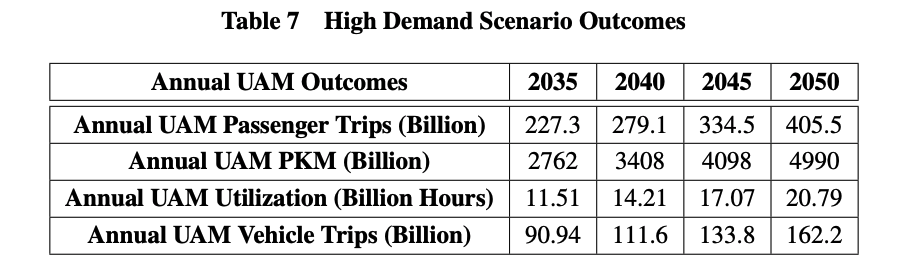 Table 7 High Demand Scenario Outcomes
Annual UAM Outcomes 2035 2040 2045 2050
Annual UAM Passenger Trips (Billion) 227.3 279.1 334.5 405.5
Annual UAM PKM (Billion) 2762 3408 4098 4990
Annual UAM Utilization (Billion Hours) 11.51 14.21 17.07 20.79
Annual UAM Vehicle Trips (Billion) 90.94 111.6 133.8 162.2